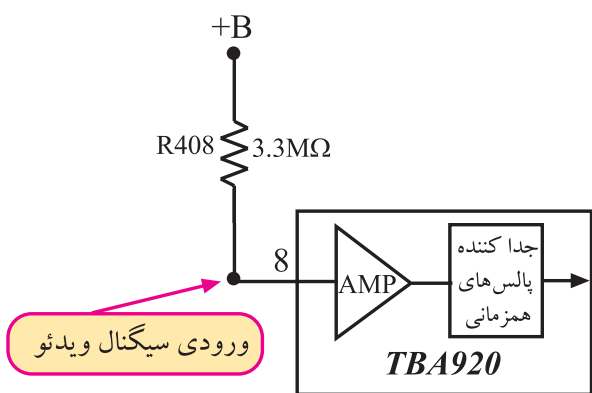 +B
R408 3.3MΩ
8
AMP
جدا کننده
پالس‌های
همزمانی
ورودی سیگنال ویدئو
TBA920